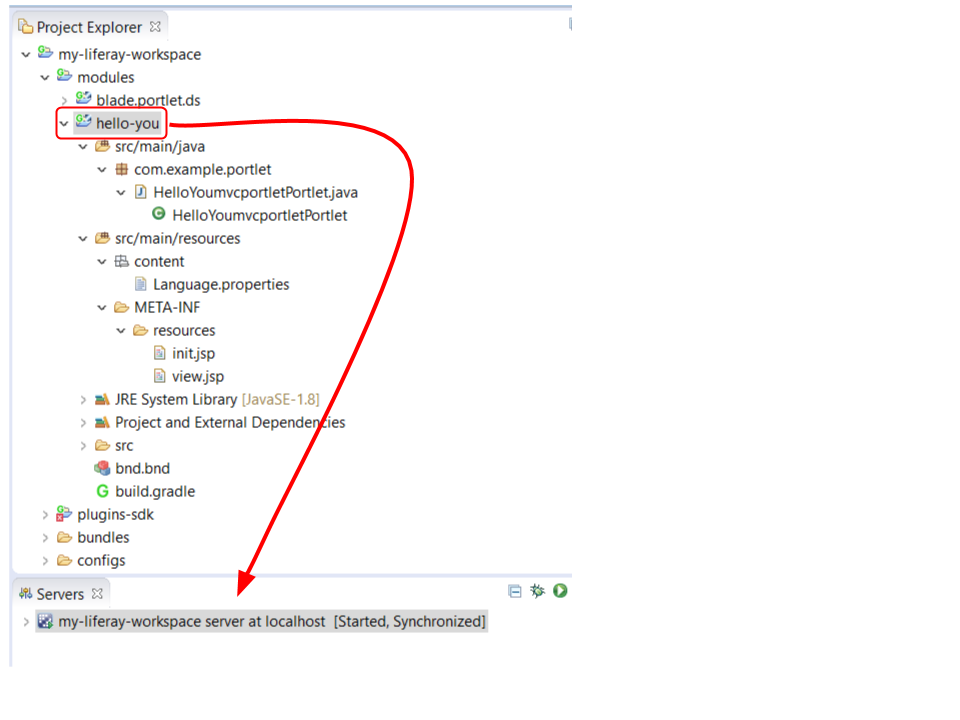 Project Explorer
my-liferay-workspace
modules
blade.portlet.ds
hello-you
src/main/java
com.example.portlet
HelloYoumvcportletPortlet.java
HelloYoumvcportletPortlet
src/main/resources
content
Language.properties
META-INF
resources
init.jsp
view.jsp
JRE System Library [JavaSE-1.8]
Project and External Dependencies
src
bnd.bnd
build.gradle
plugins-sdk
bundles
configs
Servers
my-liferay-workspace server at localhost [Started, Synchronized]